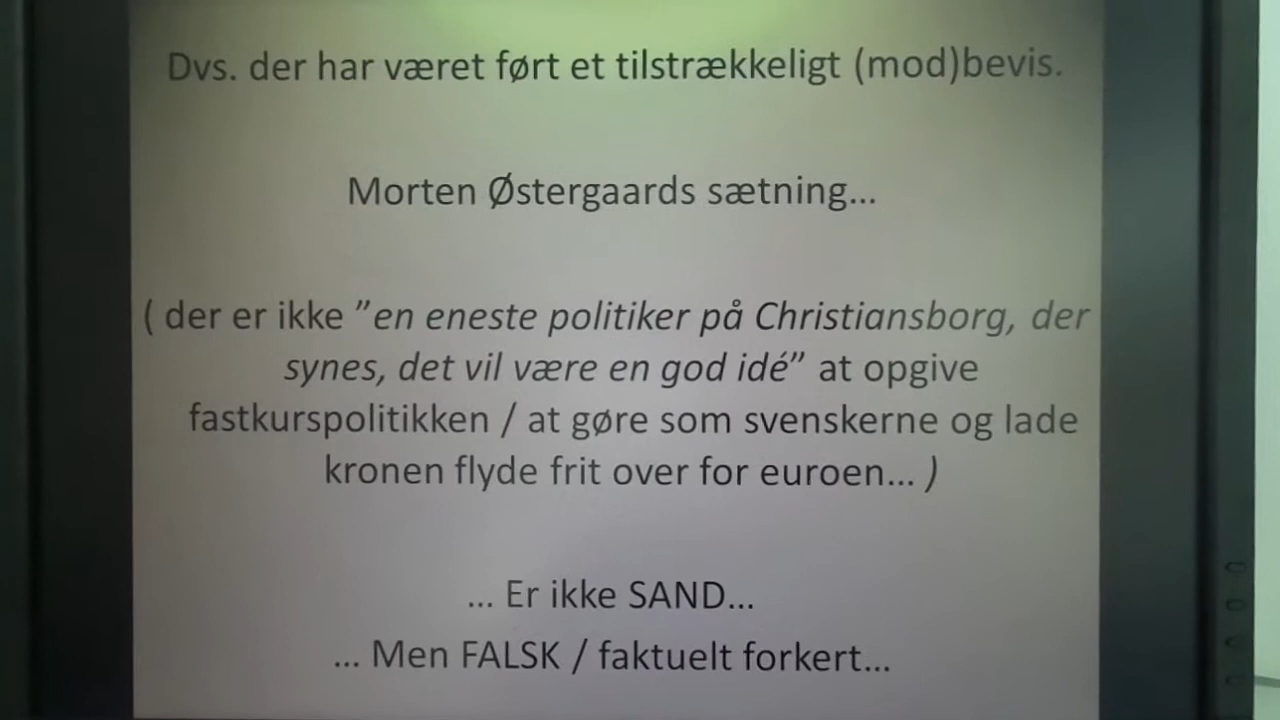 Dvs. der har været ført et tilstrækkeligt (mod)bevis.
Morten Østergaards sætning...
( der er ikke ”en eneste politiker på Christiansborg, der
synes, det vil være en god idé” at opgive
fastkurspolitikken / at gøre som svenskerne og lade
kronen flyde frit over for euroen... )
... Er ikke SAND...
... Men FALSK / faktuelt forkert...